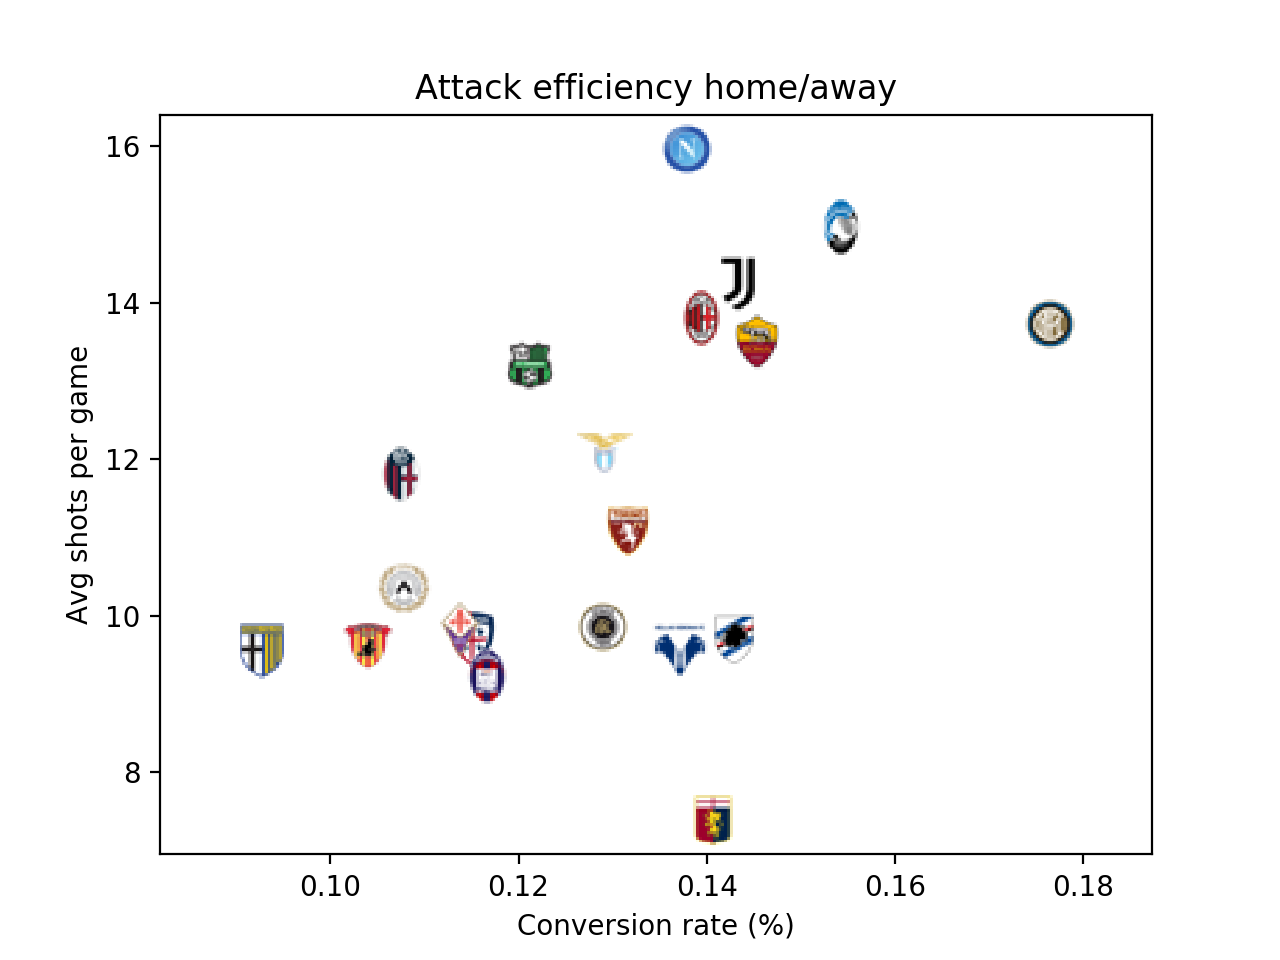 Attack efficiency home/away
Avg shots per game
16
14
12
10
8
N
0.10
0.12
0.14
0.16
0.18
Conversion rate (%)